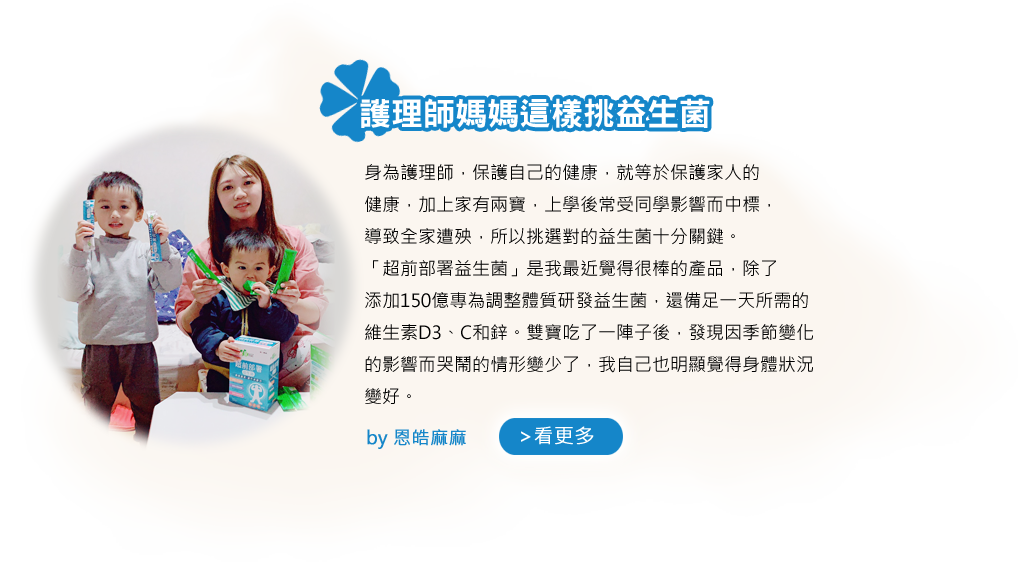 護理師媽媽這樣挑益生菌
身為護理師，保護自己的健康，就等於保護家人的
健康，加上家有兩寶，上學後常受同學影響而中標，
導致全家遭殃，所以挑選對的益生菌十分關鍵。
「超前部署益生菌」是我最近覺得很棒的產品，除了
添加150億專為調整體質研發益生菌，還備足一天所需的
維生素D3、C和鋅。雙寶吃了一陣子後，發現因季節變化
的影響而哭鬧的情形變少了，我自己也明顯覺得身體狀況
變好。
by 恩皓麻麻
>看更多
超前部署